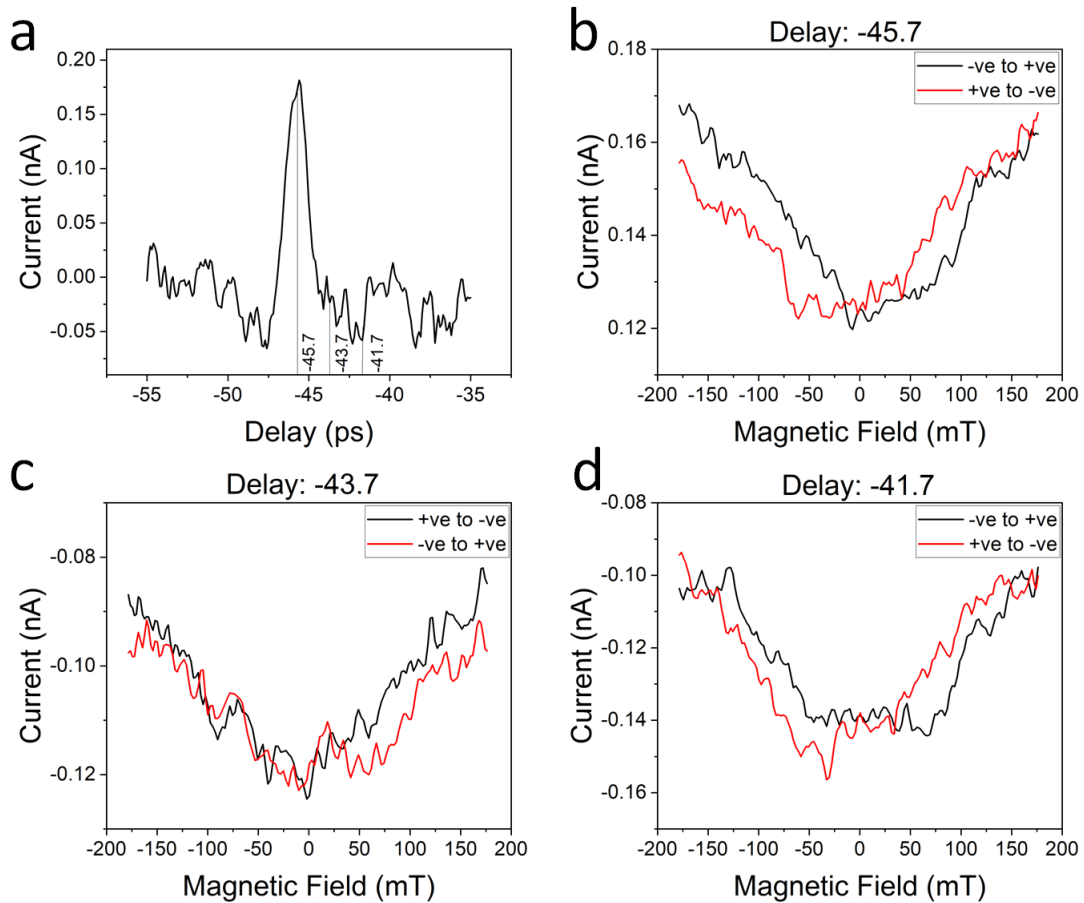 a
0.20
0.15
0.10
0.05
0.00
-0.05
Current (nA)
-45.7
-43.7
-41.7
-55
-50
-45
-40
-35
Delay (ps)
b
Delay: -45.7
-ve to +ve
+ve to -ve
0.18
0.16
0.14
0.12
Current (nA)
-200
-150
-100
-50
0
50
100
150
200
Magnetic Field (mT)
c
Delay: -43.7
+ve to -ve
-ve to +ve
-0.08
-0.10
-0.12
Current (nA)
-200
-150
-100
-50
0
50
100
150
200
Magnetic Field (mT)
d
Delay: -41.7
-ve to +ve
+ve to -ve
-0.08
-0.10
-0.12
-0.14
-0.16
Current (nA)
-200
-150
-100
-50
0
50
100
150
200
Magnetic Field (mT)